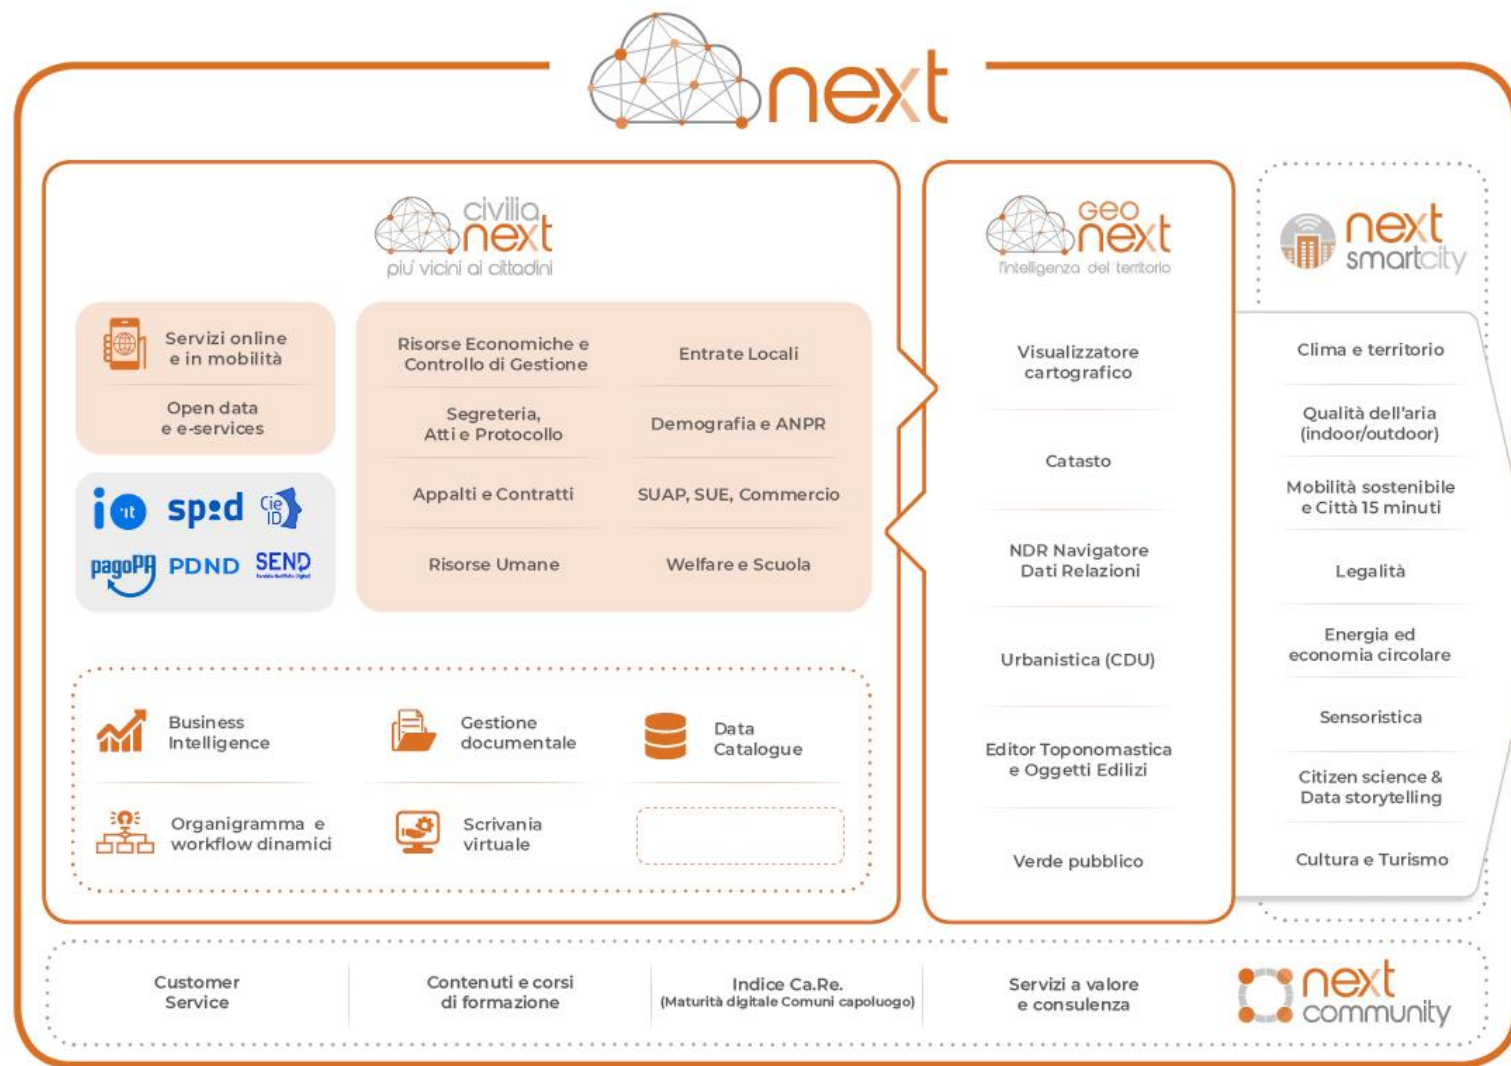 next
civilia
next
più vicini ai cittadini
Servizi online
e in mobilità
Open data
e e-services
io
.it
spid
Cie
ID
pagoPA
PDND
SEND
Risorse Economiche e
Controllo di Gestione
Entrate Locali
Segreteria,
Atti e Protocollo
Demografia e ANPR
Appalti e Contratti
SUAP, SUE, Commercio
Risorse Umane
Welfare e Scuola
Business
Intelligence
Gestione
documentale
Data
Catalogue
Organigramma e
workflow dinamici
Scrivania
virtuale
GEO
next
l'intelligenza del territorio
Visualizzatore
cartografico
Catasto
NDR Navigatore
Dati Relazioni
Urbanistica (CDU)
Editor Toponomastica
e Oggetti Edilizi
Verde pubblico
next
smartcity
Clima e territorio
Qualità dell'aria
(indoor/outdoor)
Mobilità sostenibile
e Città 15 minuti
Legalità
Energia ed
economia circolare
Sensoristica
Citizen science &
Data storytelling
Cultura e Turismo
Customer
Service
Contenuti e corsi
di formazione
Indice Ca.Re.
(Maturità digitale Comuni capoluogo)
Servizi a valore
e consulenza
next
community